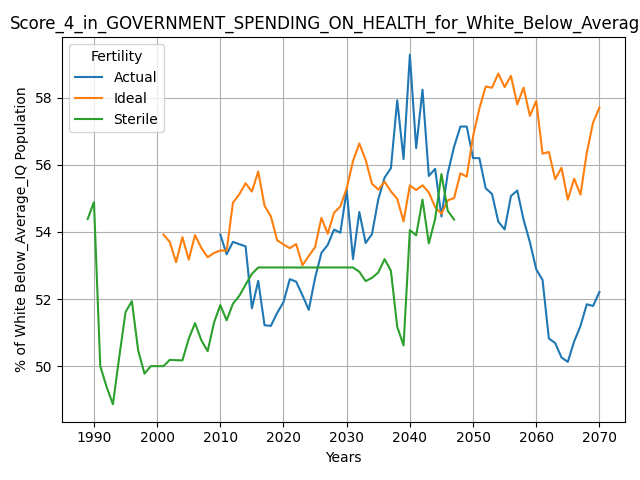 Score_4_in_GOVERNMENT_SPENDING_ON_HEALTH_for_White_Below_Averag
Fertility
Actual
Ideal
Sterile
% of White Below_Average_IQ Population
58
56
54
52
50
1990 2000 2010 2020 2030 2040 2050 2060 2070
Years